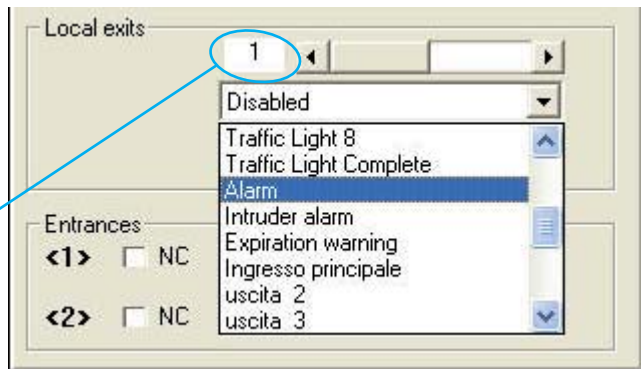 Local exits
1
Disabled
Traffic Light 8
Traffic Light Complete
Alarm
Intruder alarm
Expiration warning
Ingresso principale
uscita 2
uscita 3
Entrances
<1> NC
<2> NC